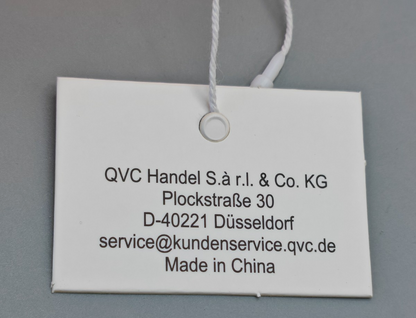 QVC Handel S.à r.l. & Co. KG
Plockstraße 30
D-40221 Düsseldorf
service@kundenservice.qvc.de
Made in China